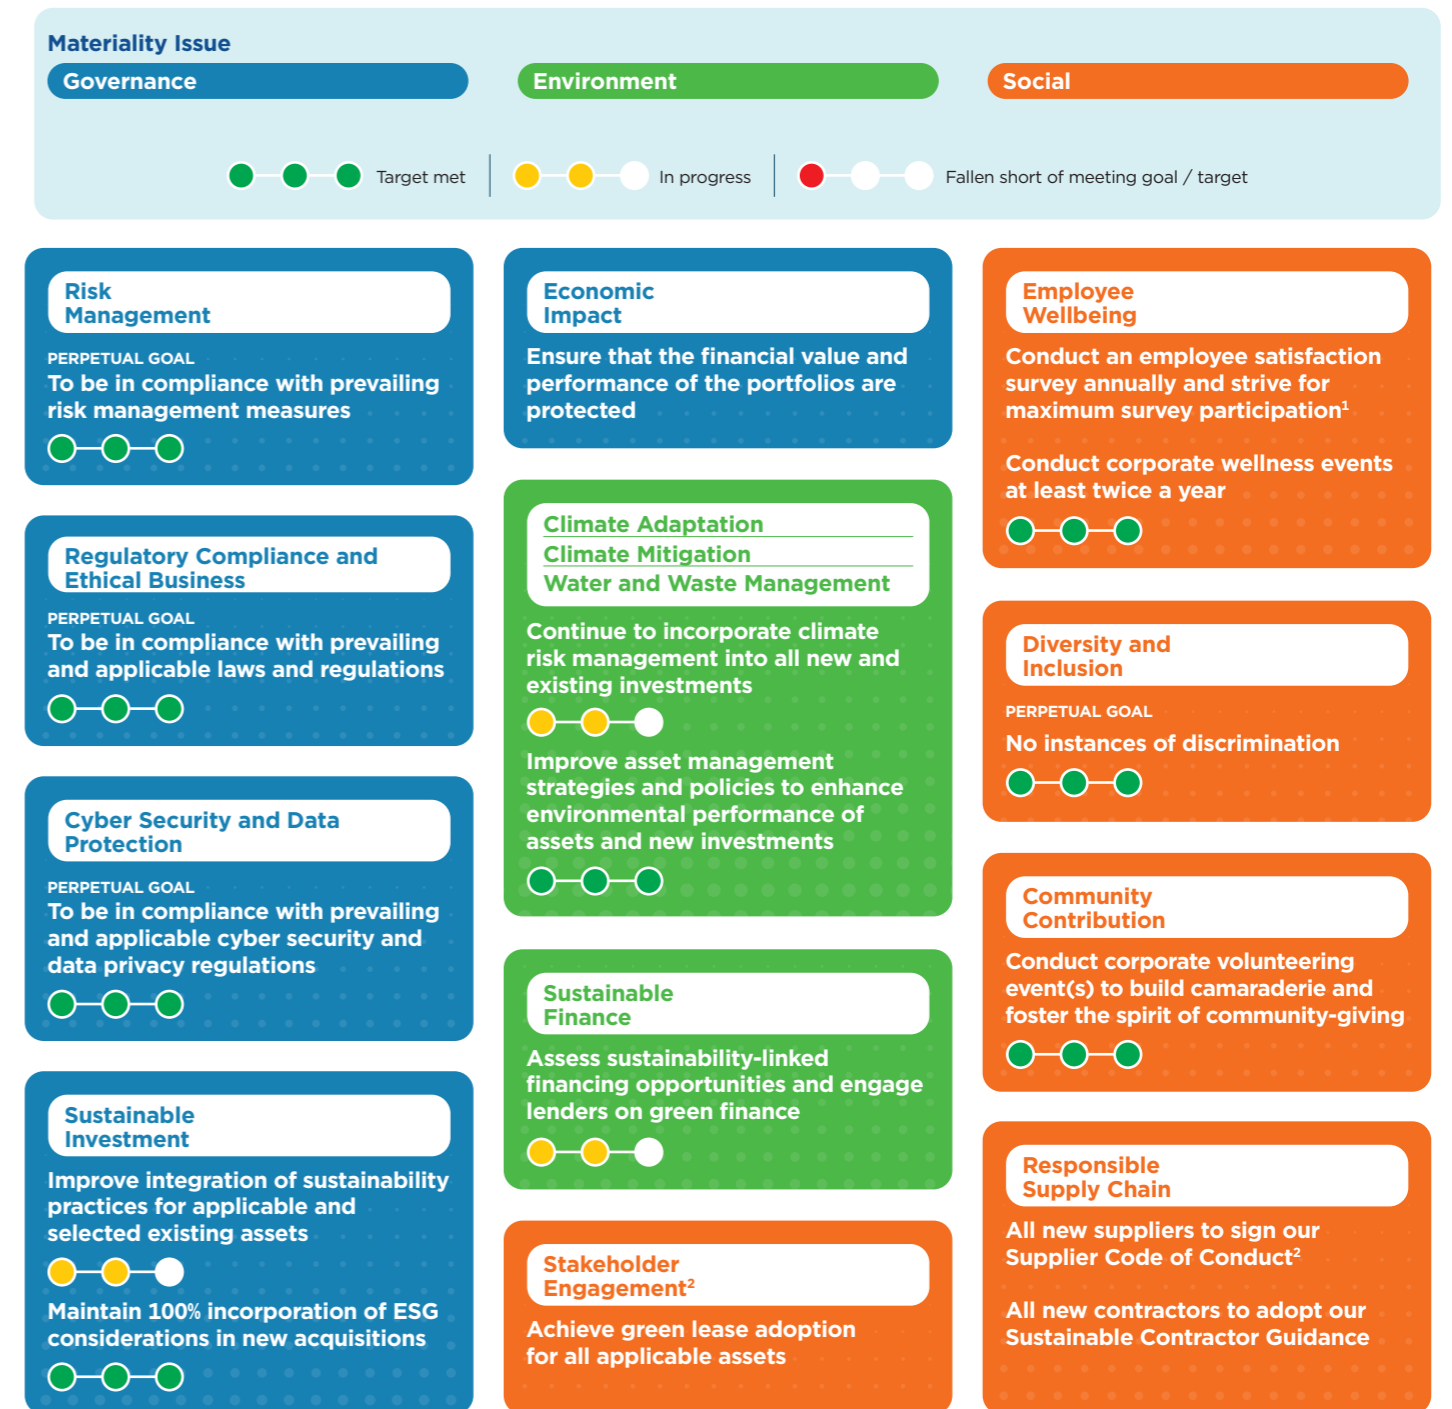 Materiality Issue
Governance
Environment
Social
Target met
In progress
Fallen short of meeting goal / target
Risk
Management
PERPETUAL GOAL
To be in compliance with prevailing
risk management measures
Regulatory Compliance and
Ethical Business
PERPETUAL GOAL
To be in compliance with prevailing
and applicable laws and regulations
Cyber Security and Data
Protection
PERPETUAL GOAL
To be in compliance with prevailing
and applicable cyber security and
data privacy regulations
Sustainable
Investment
Improve integration of sustainability
practices for applicable and
selected existing assets
Maintain 100% incorporation of ESG
considerations in new acquisitions
Economic
Impact
Ensure that the financial value and
performance of the portfolios are
protected
Climate Adaptation
Climate Mitigation
Water and Waste Management
Continue to incorporate climate
risk management into all new and
existing investments
Improve asset management
strategies and policies to enhance
environmental performance of
assets and new investments
Sustainable
Finance
Assess sustainability-linked
financing opportunities and engage
lenders on green finance
Stakeholder
Engagement²
Achieve green lease adoption
for all applicable assets
Employee
Wellbeing
Conduct an employee satisfaction
survey annually and strive for
maximum survey participation¹
Conduct corporate wellness events
at least twice a year
Diversity and
Inclusion
PERPETUAL GOAL
No instances of discrimination
Community
Contribution
Conduct corporate volunteering
event(s) to build camaraderie and
foster the spirit of community-giving
Responsible
Supply Chain
All new suppliers to sign our
Supplier Code of Conduct²
All new contractors to adopt our
Sustainable Contractor Guidance